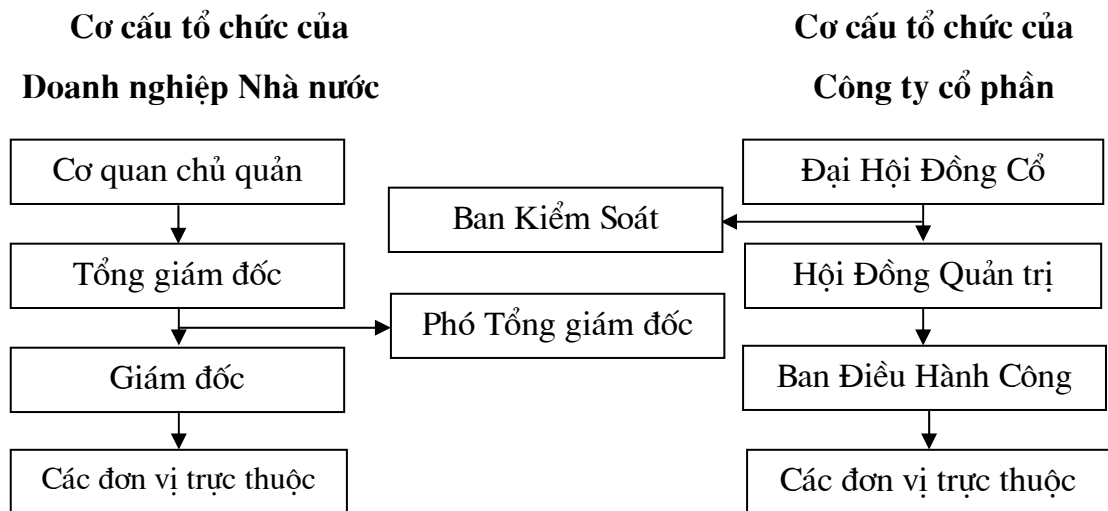 Cơ cấu tổ chức của
Doanh nghiệp Nhà nước
Cơ quan chủ quản
Tổng giám đốc
Phó Tổng giám đốc
Giám đốc
Các đơn vị trực thuộc
Cơ cấu tổ chức của
Công ty cổ phần
Đại Hội Đồng Cổ
Ban Kiểm Soát
Hội Đồng Quản trị
Ban Điều Hành Công
Các đơn vị trực thuộc